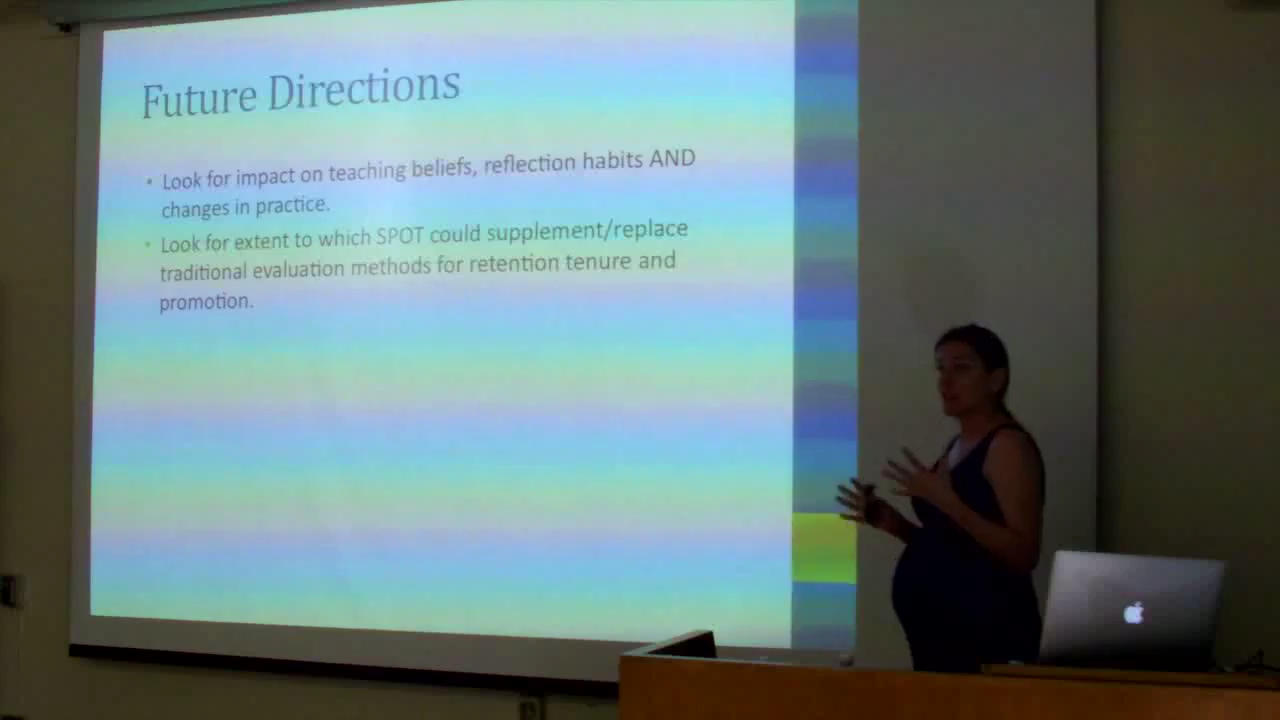 Future Directions
• Look for impact on teaching beliefs, reflection habits AND
changes in practice.
• Look for extent to which SPOT could supplement/replace
traditional evaluation methods for retention tenure and
promotion.